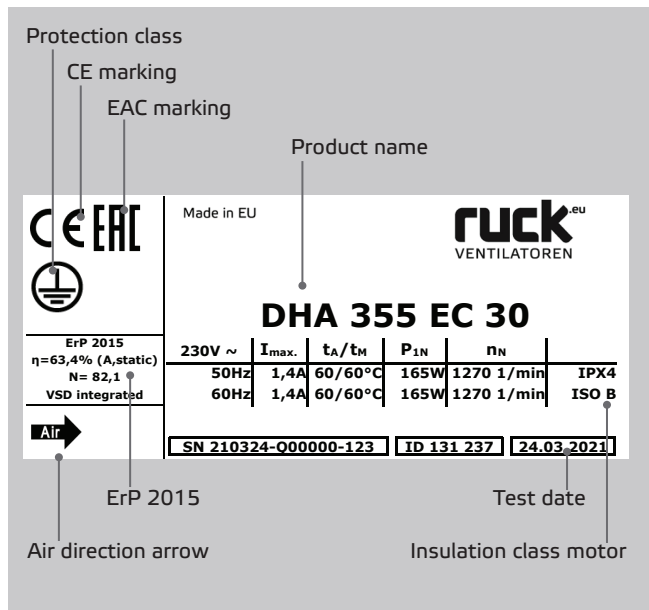 Protection class
CE marking
EAC marking
Product name
CE EAC
Made in EU
ruck.eu
VENTILATOREN
DHA 355 EC 30
ErP 2015
η=63,4% (A,static)
N= 82,1
VSD integrated
230V ~ Imax. tA/tM P1N nN
50Hz 1,4A 60/60°C 165W 1270 1/min IPX4
60Hz 1,4A 60/60°C 165W 1270 1/min ISO B
Air
SN 210324-Q00000-123 ID 131 237 24.03.2021
ErP 2015
Test date
Air direction arrow
Insulation class motor